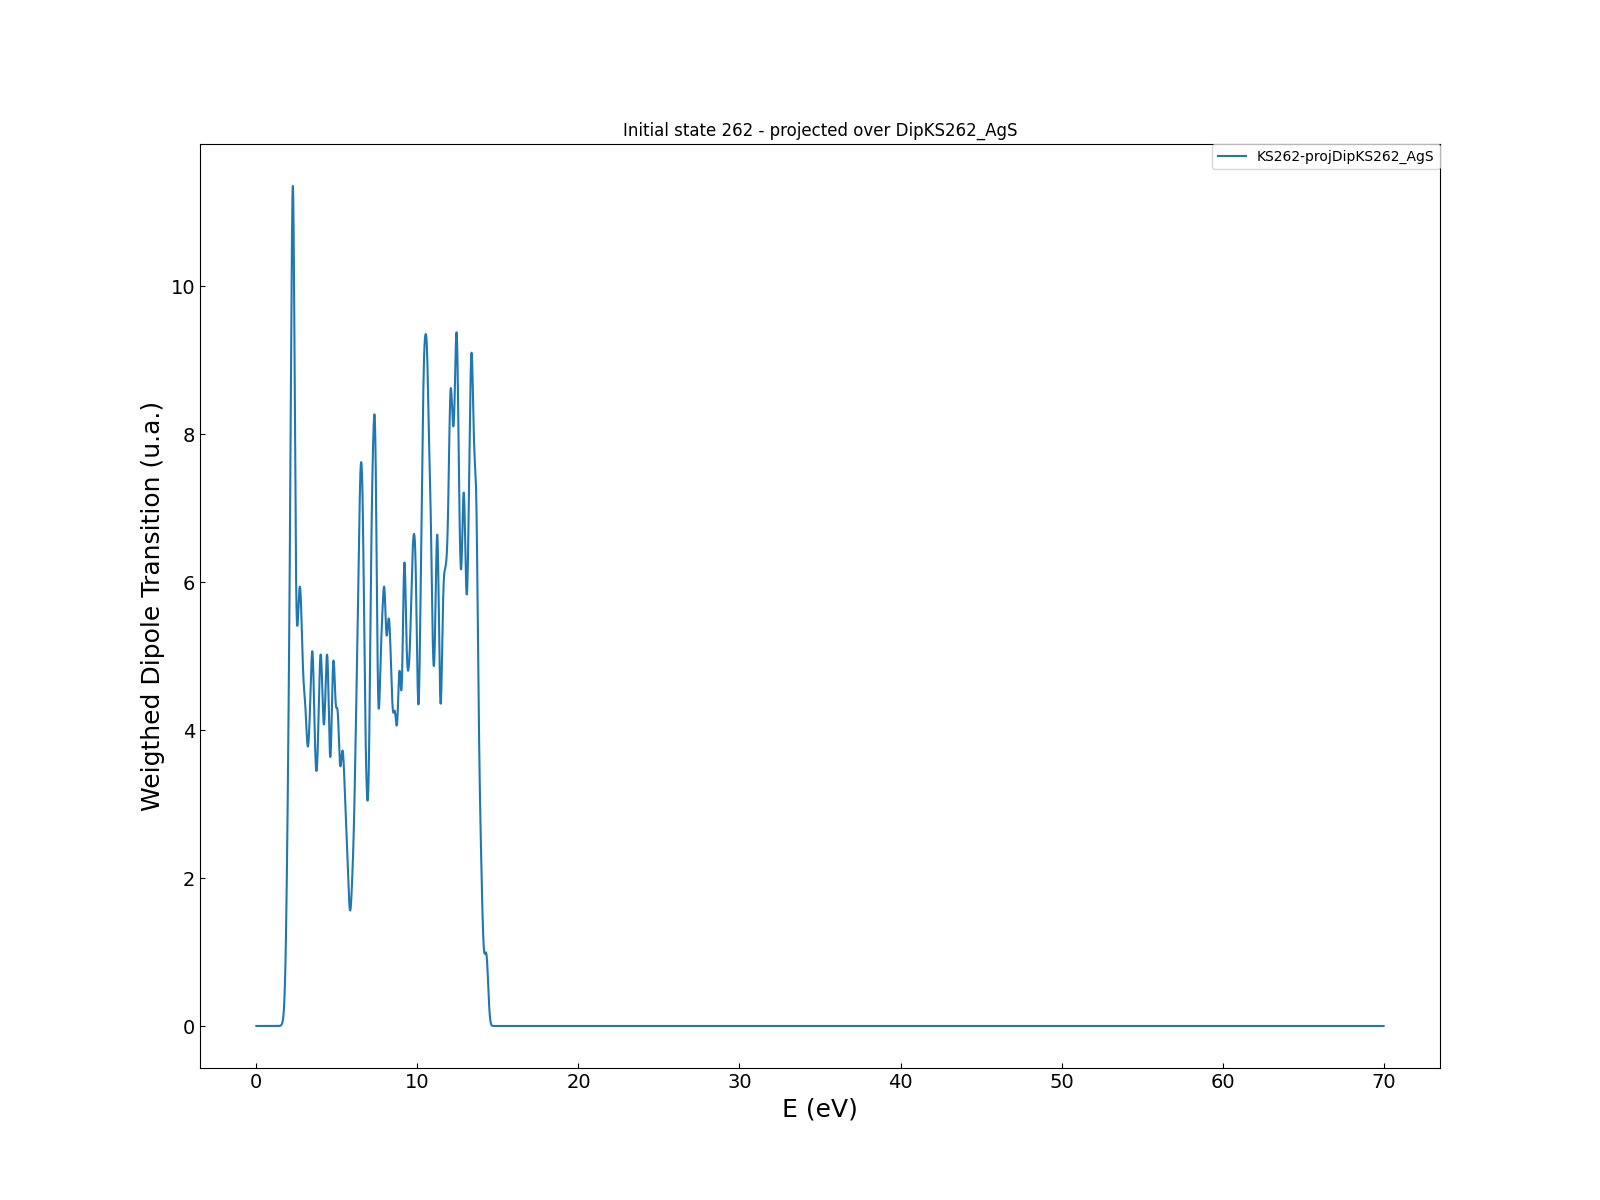 Initial state 262 - projected over DipKS262_AgS
KS262-projDipKS262_AgS
Weigthed Dipole Transition (u.a.)
10
8
6
4
2
0
0 10 20 30 40 50 60 70
E (eV)